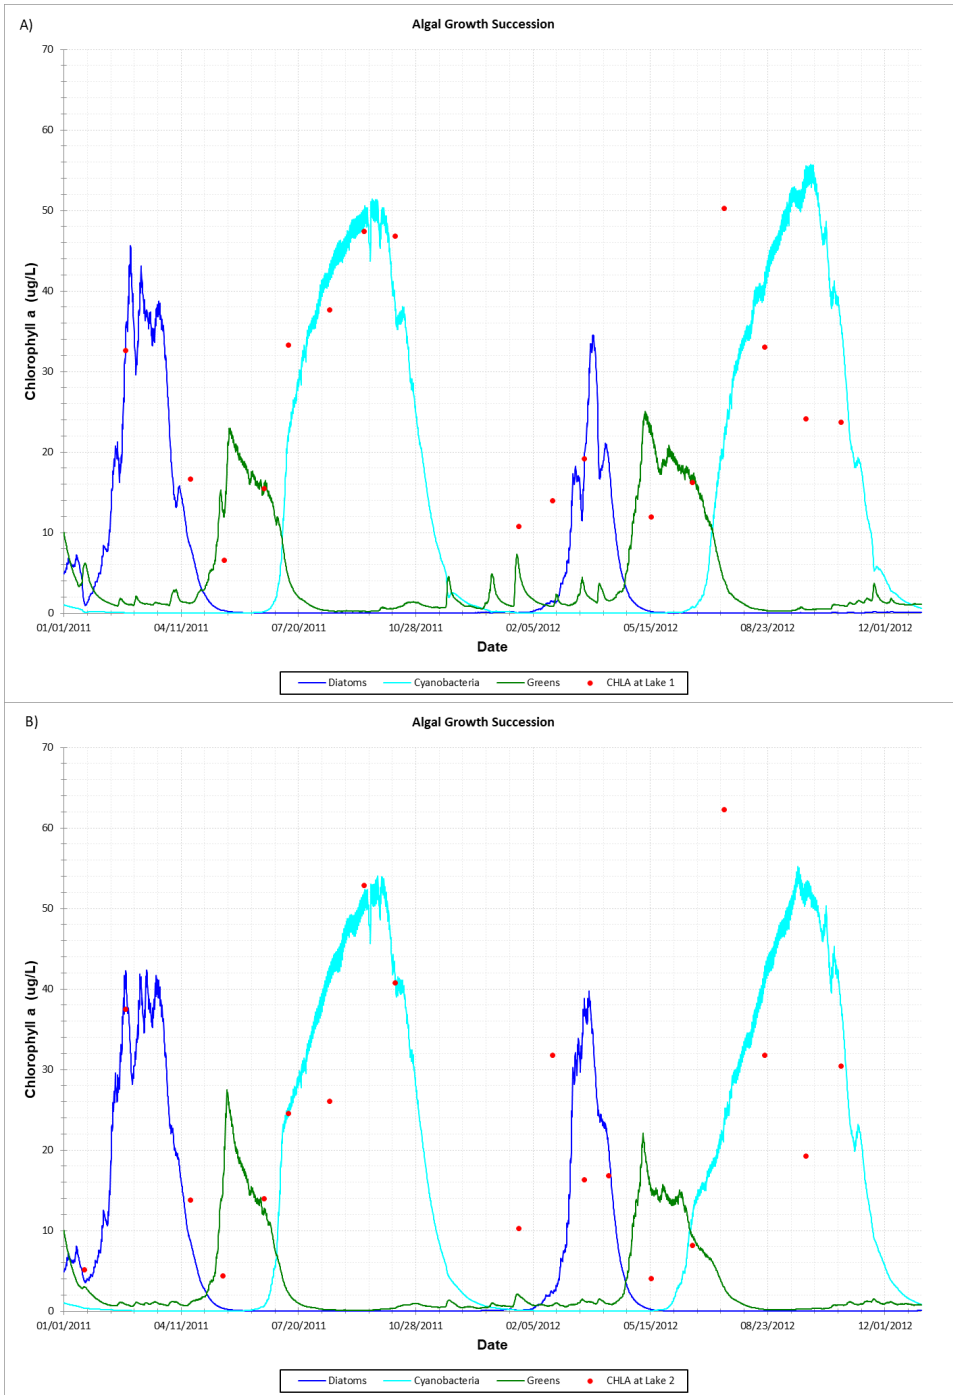 A)
Algal Growth Succession
70
60
50
40
30
20
10
0
Chlorophyll a (ug/L)
01/01/2011 04/11/2011 07/20/2011 10/28/2011 02/05/2012 05/15/2012 08/23/2012 12/01/2012
Date
Diatoms Cyanobacteria Greens CHLA at Lake 1
B)
Algal Growth Succession
70
60
50
40
30
20
10
0
Chlorophyll a (ug/L)
01/01/2011 04/11/2011 07/20/2011 10/28/2011 02/05/2012 05/15/2012 08/23/2012 12/01/2012
Date
Diatoms Cyanobacteria Greens CHLA at Lake 2